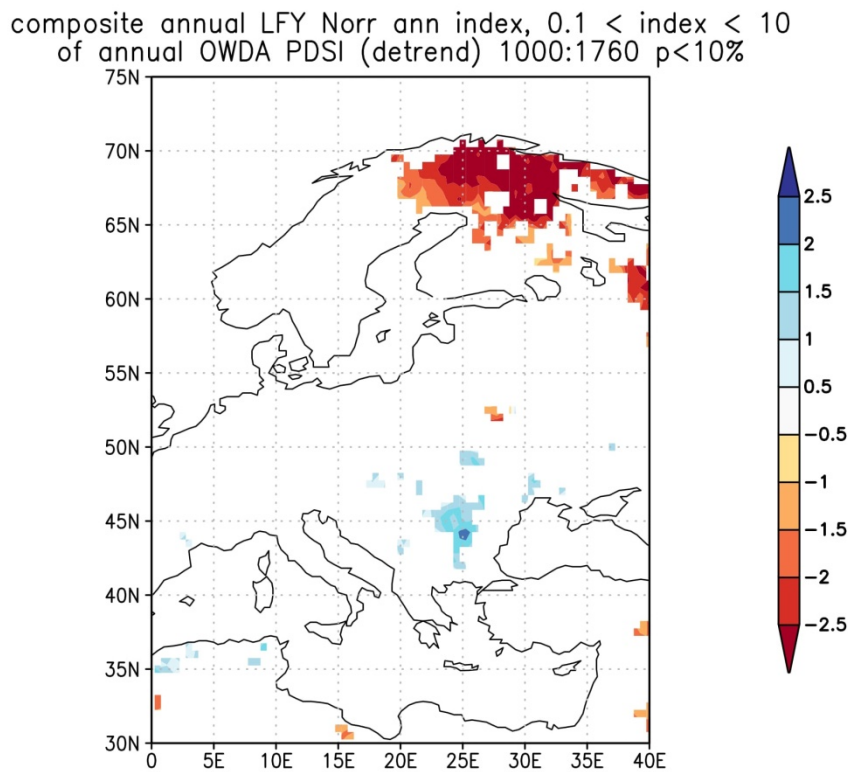 composite annual LFY Norr ann index, 0.1 < index < 10
of annual OWDA PDSI (detrend) 1000:1760 p<10%
75N
70N
65N
60N
55N
50N
45N
40N
35N
30N
0 5E 10E 15E 20E 25E 30E 35E 40E
2.5
2
1.5
1
0.5
−0.5
−1
−1.5
−2
−2.5